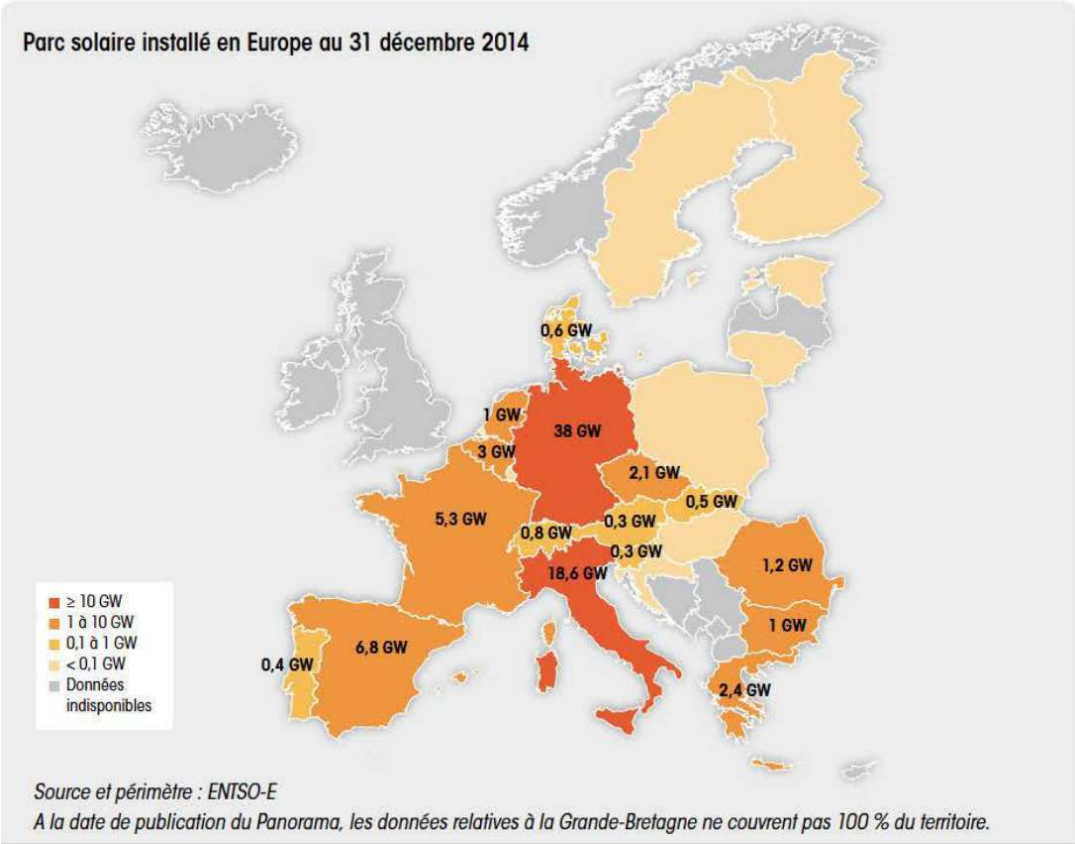 Parc solaire installé en Europe au 31 décembre 2014
0,6 GW
1 GW
38 GW
3 GW
2,1 GW
0,5 GW
5,3 GW
0,3 GW
0,8 GW
0,3 GW
1,2 GW
18,6 GW
≥ 10 GW
1 à 10 GW
0,1 à 1 GW
< 0,1 GW
Données
indisponibles
1 GW
6,8 GW
0,4 GW
2,4 GW
Source et périmètre : ENTSO-E
A la date de publication du Panorama, les données relatives à la Grande-Bretagne ne couvrent pas 100 % du territoire.